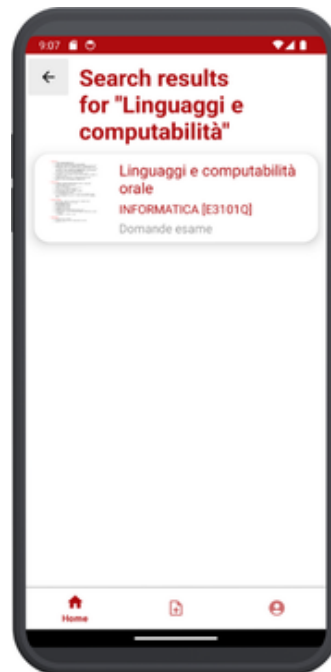 9:07
Search results
for "Linguaggi e
computabilità"
Linguaggi e computabilità
orale
INFORMATICA [E3101Q]
Domande esame
Home